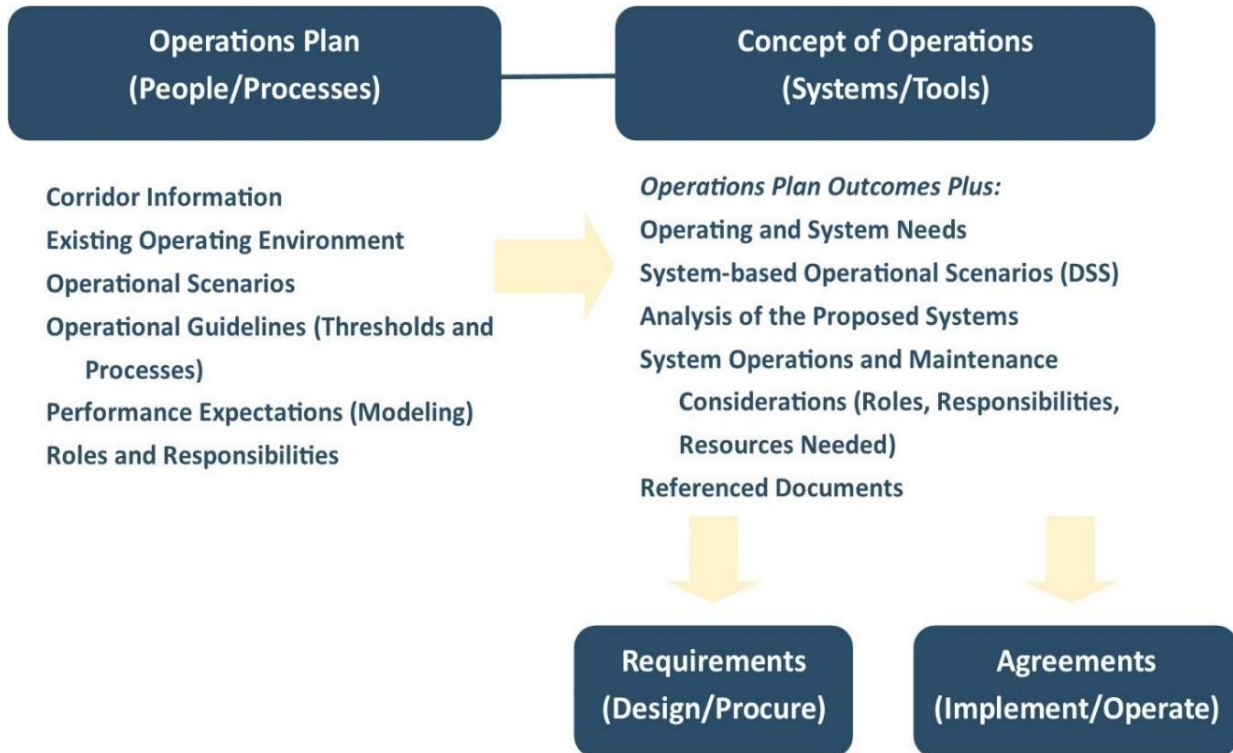 Operations Plan
(People/Processes)
Concept of Operations
(Systems/Tools)
Corridor Information
Existing Operating Environment
Operational Scenarios
Operational Guidelines (Thresholds and
Processes)
Performance Expectations (Modeling)
Roles and Responsibilities
Operations Plan Outcomes Plus:
Operating and System Needs
System-based Operational Scenarios (DSS)
Analysis of the Proposed Systems
System Operations and Maintenance
Considerations (Roles, Responsibilities,
Resources Needed)
Referenced Documents
Requirements
(Design/Procure)
Agreements
(Implement/Operate)